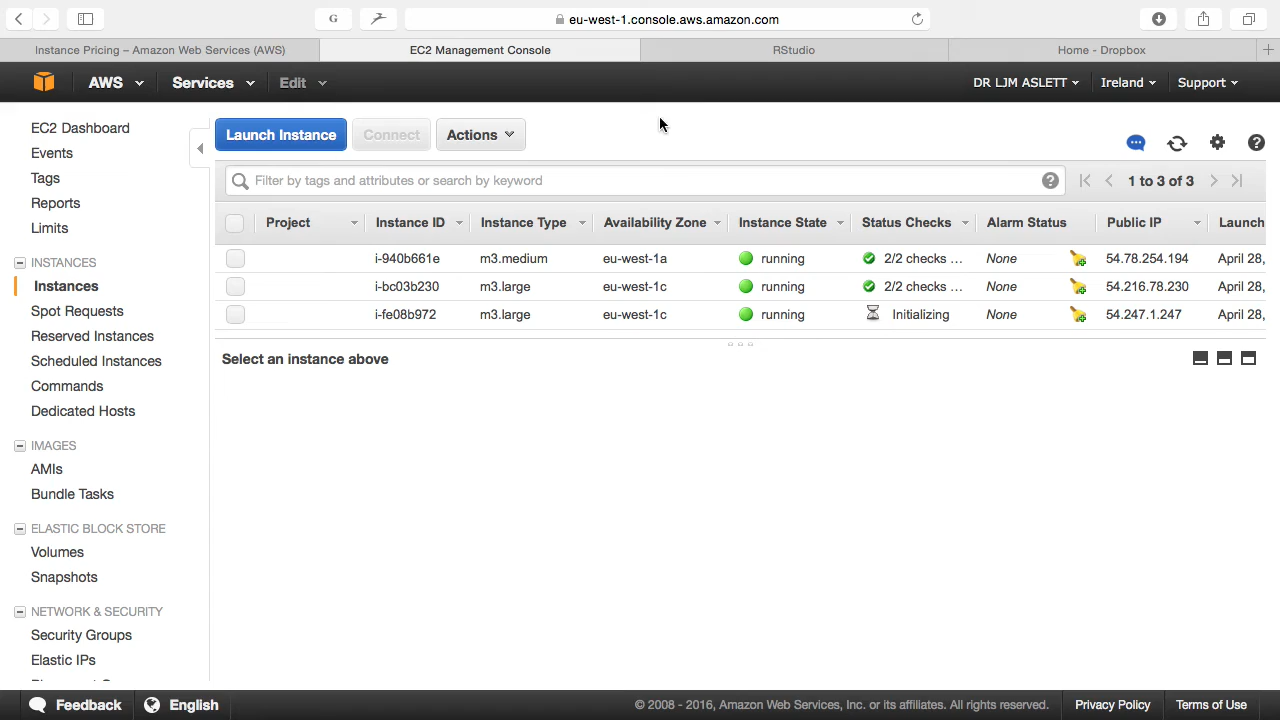 G
eu-west-1.console.aws.amazon.com
Instance Pricing – Amazon Web Services (AWS)
EC2 Management Console
RStudio
Home - Dropbox
AWS
Services
Edit
DR LJM ASLETT
Ireland
Support
EC2 Dashboard
Events
Tags
Reports
Limits
INSTANCES
Instances
Spot Requests
Reserved Instances
Scheduled Instances
Commands
Dedicated Hosts
IMAGES
AMIs
Bundle Tasks
ELASTIC BLOCK STORE
Volumes
Snapshots
NETWORK & SECURITY
Security Groups
Elastic IPs
Launch Instance
Connect
Actions
Filter by tags and attributes or search by keyword
1 to 3 of 3
Project Instance ID Instance Type Availability Zone Instance State Status Checks Alarm Status Public IP Launch
i-940b661e m3.medium eu-west-1a running 2/2 checks ... None 54.78.254.194 April 28,
i-bc03b230 m3.large eu-west-1c running 2/2 checks ... None 54.216.78.230 April 28,
i-fe08b972 m3.large eu-west-1c running Initializing None 54.247.1.247 April 28,
Select an instance above
Feedback
English
© 2008 - 2016, Amazon Web Services, Inc. or its affiliates. All rights reserved.
Privacy Policy
Terms of Use